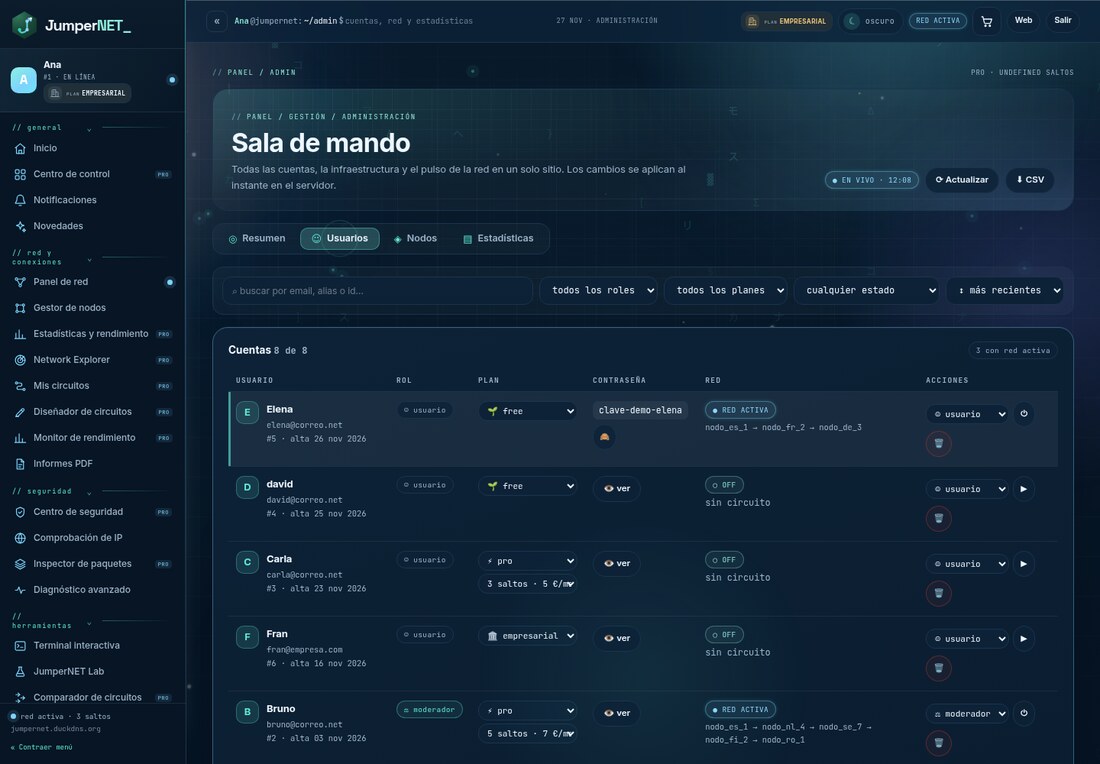 JumperNET_
«
Ana@jumpernet:~/admin$ cuentas, red y estadísticas
27 NOV · ADMINISTRACIÓN
PLAN EMPRESARIAL
OSCURO
RED ACTIVA
Web
Salir
A
Ana
#1 · EN LÍNEA
PLAN EMPRESARIAL
// general
Inicio
Centro de control PRO
Notificaciones
Novedades
// red y
conexiones
Panel de red
Gestor de nodos
Estadísticas y rendimiento PRO
Network Explorer PRO
Mis circuitos PRO
Diseñador de circuitos PRO
Monitor de rendimiento PRO
Informes PDF
// seguridad
Centro de seguridad PRO
Comprobación de IP
Inspector de paquetes PRO
Diagnóstico avanzado
//
herramientas
Terminal interactiva
JumperNET Lab
Comparador de circuitos PRO
red activa · 3 saltos
jumpernet.duckdns.org
« Contraer menú
// PANEL / ADMIN
PRO · UNDEFINED SALTOS
// PANEL / GESTIÓN / ADMINISTRACIÓN
Sala de mando
Todas las cuentas, la infraestructura y el pulso de la red en un solo sitio. Los cambios se aplican al
instante en el servidor.
● EN VIVO · 12:08
⟳ Actualizar
⬇ CSV
◎ Resumen
☺ Usuarios
◈ Nodos
▤ Estadísticas
⌕ buscar por email, alias o id...
todos los roles
todos los planes
cualquier estado
↕ más recientes
Cuentas 8 de 8
3 con red activa
USUARIO ROL PLAN CONTRASEÑA RED ACCIONES
E
Elena
elena@correo.net
#5 · alta 26 nov 2026
☺ usuario
🌱 free
clave-demo-elena
🙈
● RED ACTIVA
nodo_es_1 → nodo_fr_2 → nodo_de_3
☺ usuario
⏻
🗑
D
david
david@correo.net
#4 · alta 25 nov 2026
☺ usuario
🌱 free
👁 ver
○ OFF
sin circuito
☺ usuario
▶
🗑
C
Carla
carla@correo.net
#3 · alta 23 nov 2026
☺ usuario
⚡ pro
3 saltos · 5 €/m
👁 ver
○ OFF
sin circuito
☺ usuario
▶
🗑
F
Fran
fran@empresa.com
#6 · alta 16 nov 2026
☺ usuario
🏛 empresarial
👁 ver
○ OFF
sin circuito
☺ usuario
▶
🗑
B
Bruno
bruno@correo.net
#2 · alta 03 nov 2026
⚖ moderador
⚡ pro
5 saltos · 7 €/m
👁 ver
● RED ACTIVA
nodo_es_1 → nodo_nl_4 → nodo_se_7 →
nodo_fi_2 → nodo_ro_1
⚖ moderador
⏻
🗑